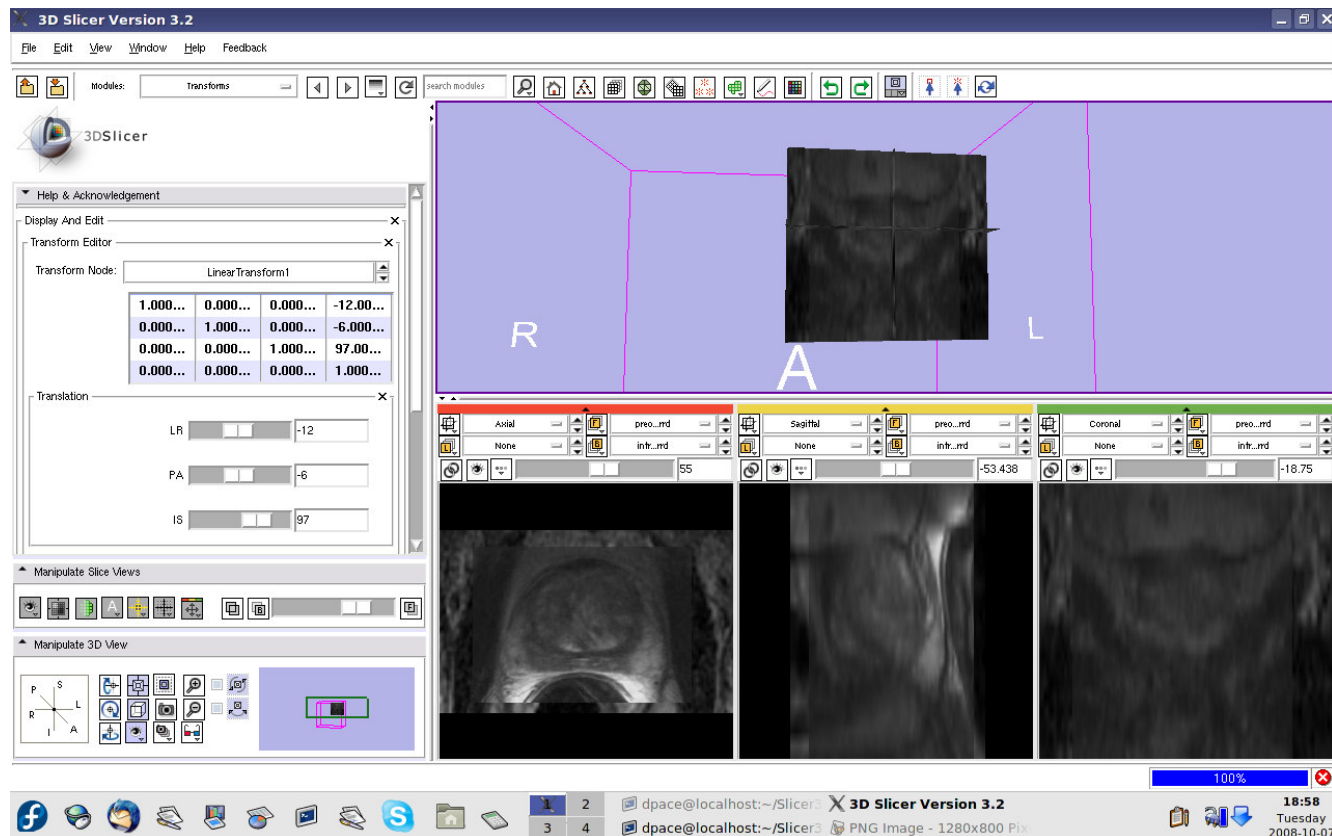 3D Slicer Version 3.2
File Edit View Window Help Feedback
Modules: Transforms search modules
3DSlicer
Help & Acknowledgement
Display And Edit
Transform Editor
Transform Node: LinearTransform1
1.000... 0.000... 0.000... -12.00...
0.000... 1.000... 0.000... -6.000...
0.000... 0.000... 1.000... 97.00...
0.000... 0.000... 0.000... 1.000...
Translation
LR -12
PA -6
IS 97
Manipulate Slice Views
Manipulate 3D View
P S L R I A
R A L
Axial preo...rrd
None intr...rrd
55
Sagittal preo...rrd
None intr...rrd
-53.438
Coronal preo...rrd
None intr...rrd
-18.75
100%
1 2
3 4
dpace@localhost:~/Slicer3
3D Slicer Version 3.2
dpace@localhost:~/Slicer3
PNG Image - 1280x800 Pix
18:58
Tuesday